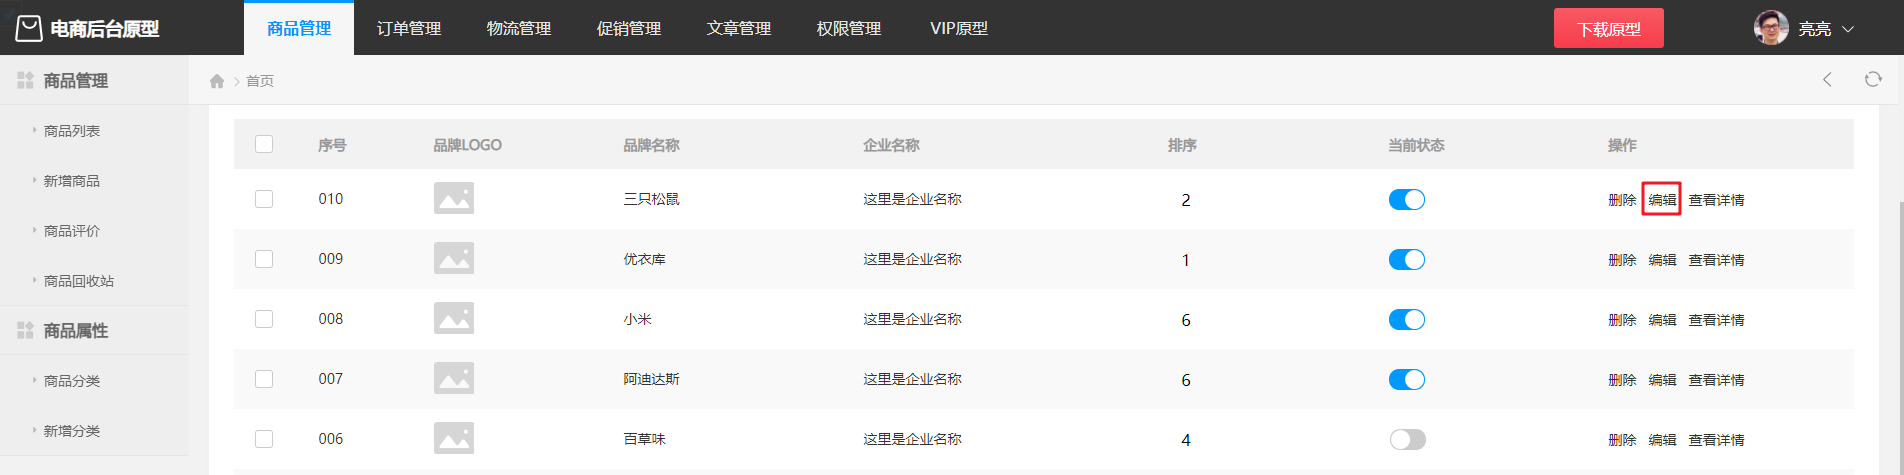 电商后台原型 商品管理 订单管理 物流管理 促销管理 文章管理 权限管理 VIP原型 下载原型 亮亮
商品管理
首页
商品列表
新增商品
商品评价
商品回收站
商品属性
商品分类
新增分类
序号 品牌LOGO 品牌名称 企业名称 排序 当前状态 操作
010 三只松鼠 这里是企业名称 2 删除 编辑 查看详情
009 优衣库 这里是企业名称 1 删除 编辑 查看详情
008 小米 这里是企业名称 6 删除 编辑 查看详情
007 阿迪达斯 这里是企业名称 6 删除 编辑 查看详情
006 百草味 这里是企业名称 4 删除 编辑 查看详情